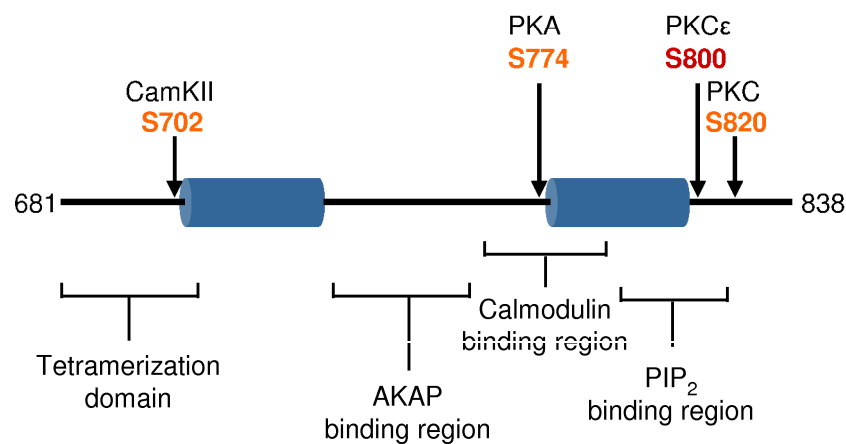 PKA
S774
PKCε
S800
CamKII
S702
PKC
S820
681
838
Tetramerization
domain
AKAP
binding region
Calmodulin
binding region
PIP₂
binding region